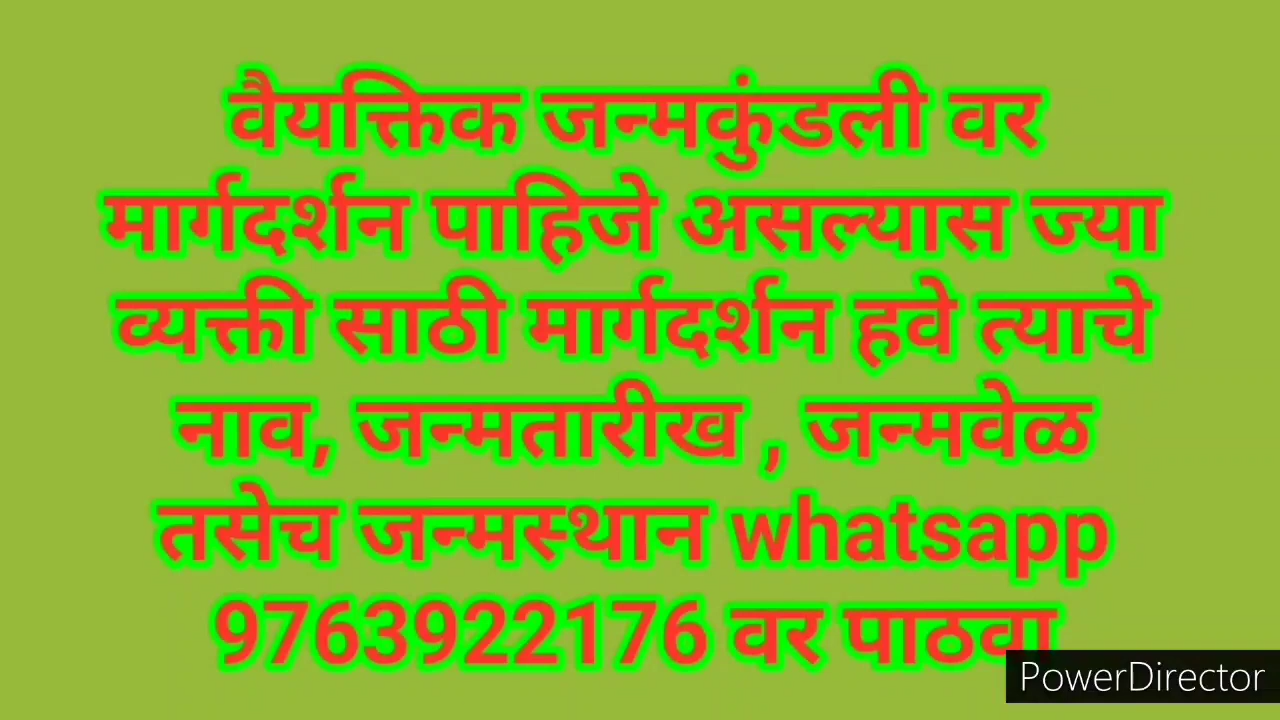 वैयक्तिक जन्मकुंडली वर
मार्गदर्शन पाहिजे असल्यास ज्या
व्यक्ती साठी मार्गदर्शन हवे त्याचे
नाव, जन्मतारीख , जन्मवेळ
तसेच जन्मस्थान whatsapp
9763922176 वर पाठवा
PowerDirector